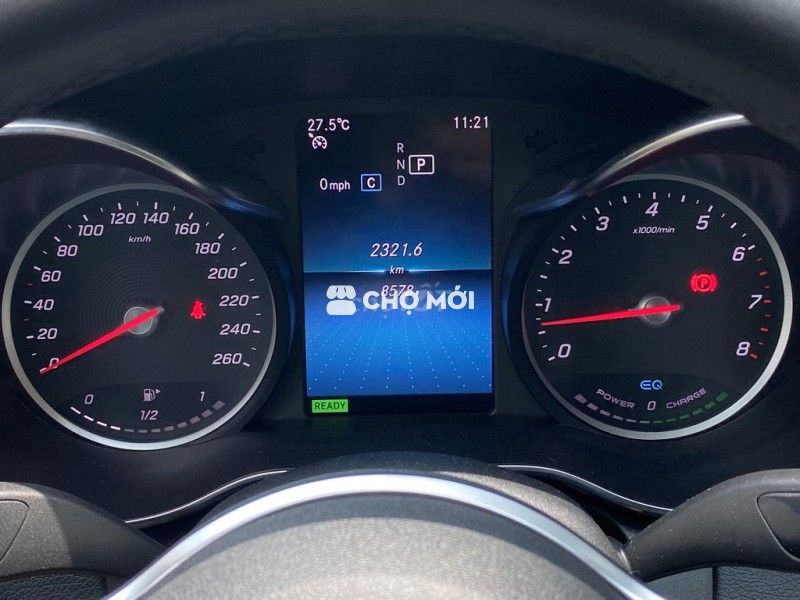 27.5°C
11:21
R
N P
D
0 mph C
2321.6
km
8578
CHỢ MỚI
0 20 40 60 80 100 120 140 160 180 200 220 240 260
km/h
0 1
1/2
READY
0 1 2 3 4 5 6 7 8
x1000/min
P
EQ
POWER 0 CHARGE